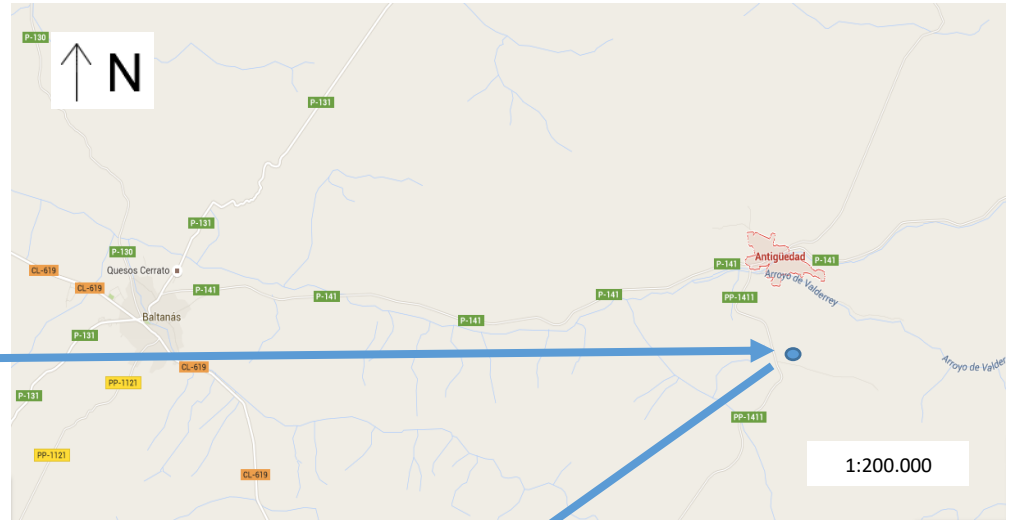 P-130
N
P-131
P-131
P-130
Antigüedad
P-141
P-141
CL-619
Quesos Cerrato
Arroyo de Valderrey
CL-619
P-141
P-141
P-141
PP-1411
Baltanás
P-141
P-131
Arroyo de Valder
CL-619
PP-1121
P-131
PP-1411
PP-1121
1:200.000
CL-619